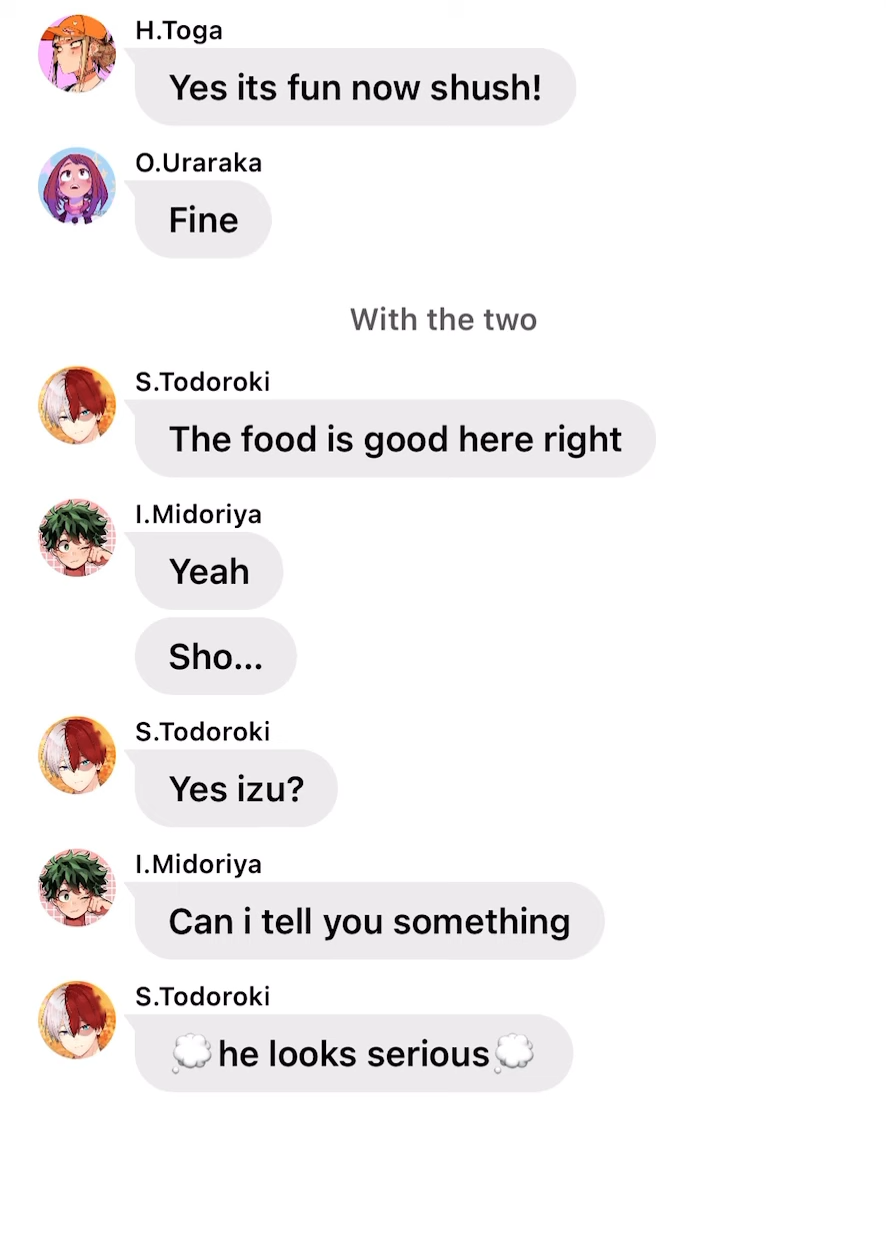 H.Toga
Yes its fun now shush!
O.Uraraka
Fine
With the two
S.Todoroki
The food is good here right
I.Midoriya
Yeah
Sho...
S.Todoroki
Yes izu?
I.Midoriya
Can i tell you something
S.Todoroki
💭he looks serious💭